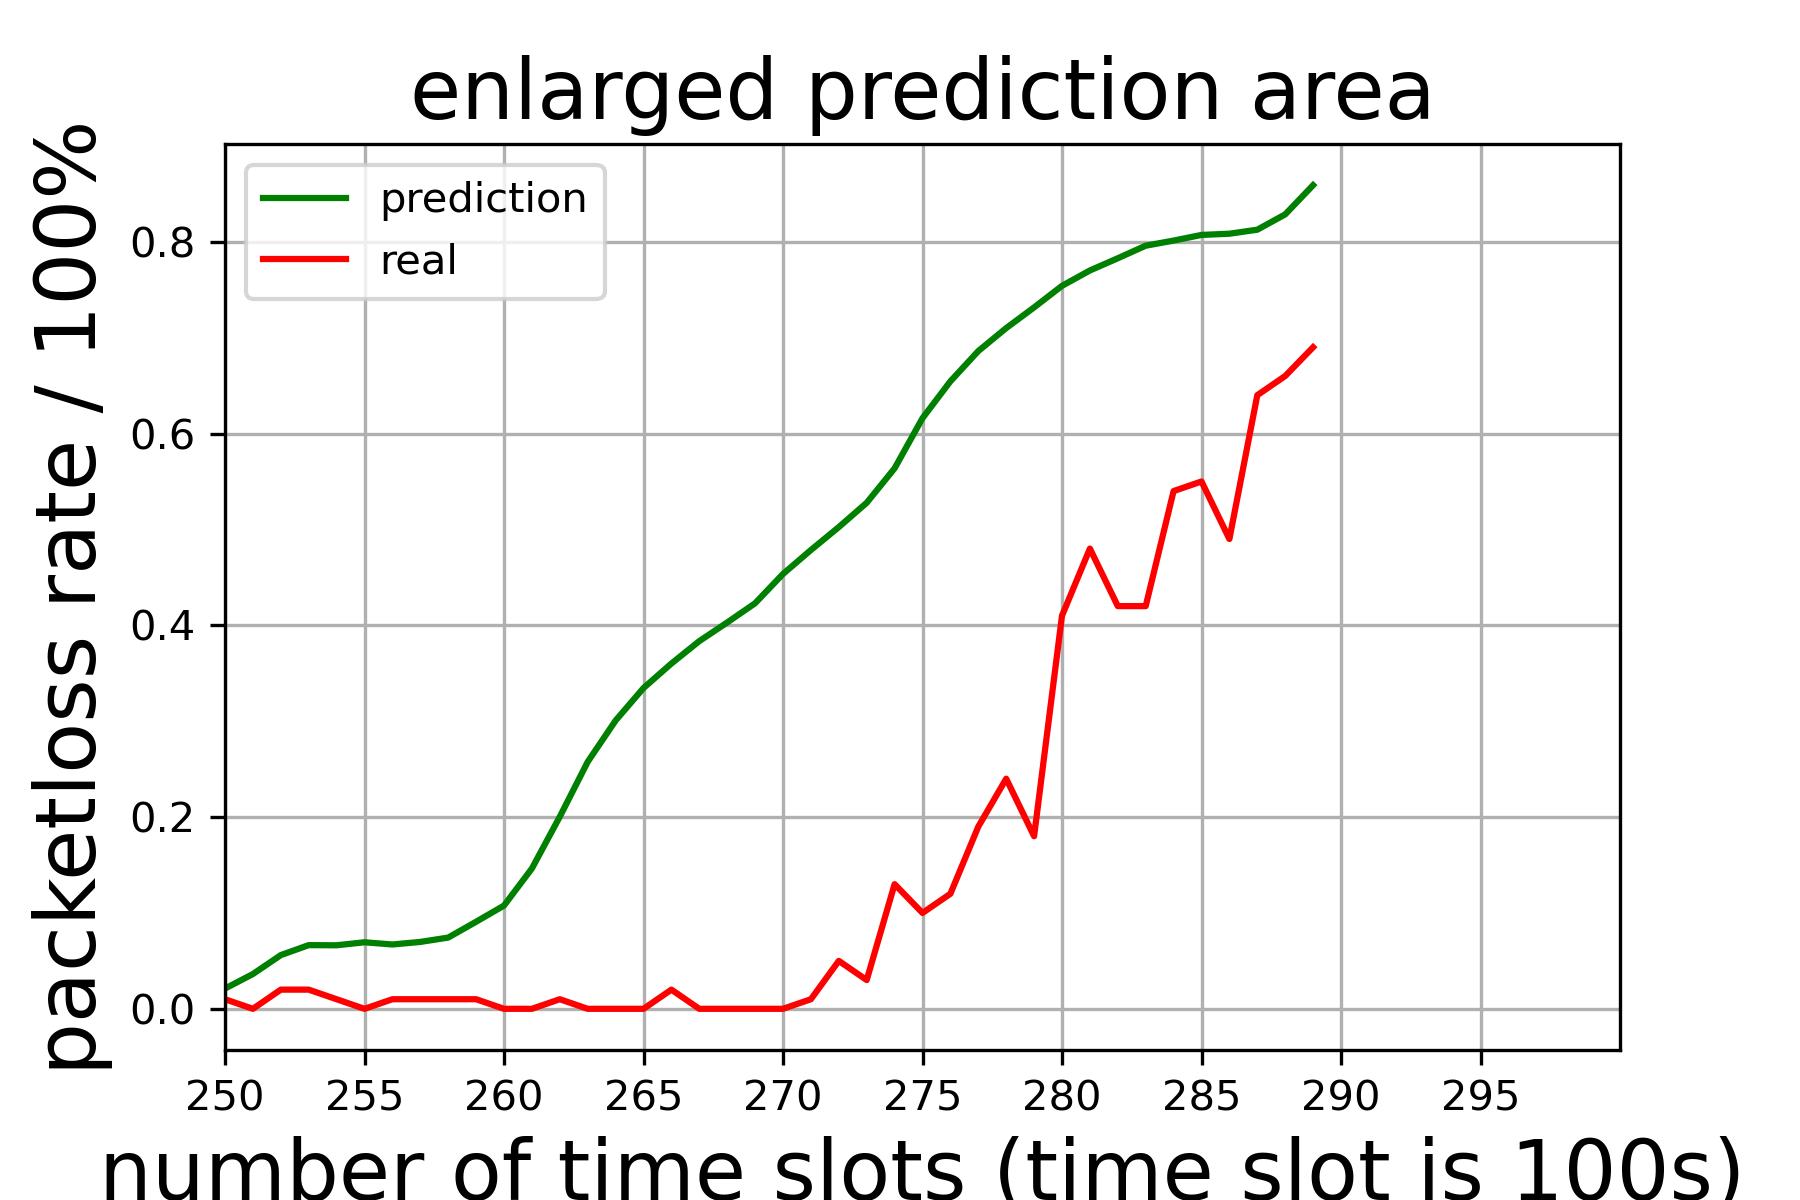 enlarged prediction area
packetloss rate / 100%
prediction
real
0.8
0.6
0.4
0.2
0.0
250 255 260 265 270 275 280 285 290 295
number of time slots (time slot is 100s)